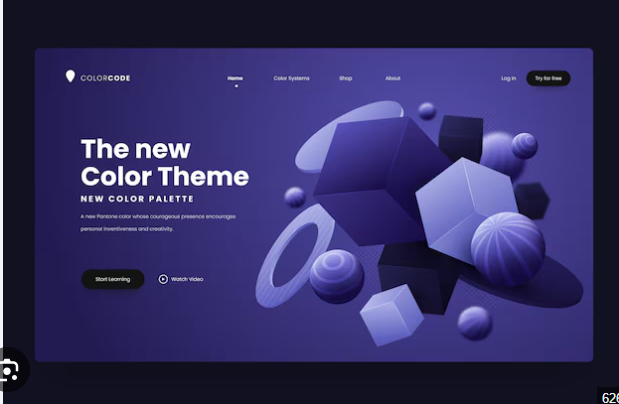 COLORCODE
Home
Color Systems
Shop
About
Log in
Try for free
The new
Color Theme
NEW COLOR PALETTE
A new Pantone color whose courageous presence encourages
personal inventiveness and creativity.
Start Learning
Watch Video
626